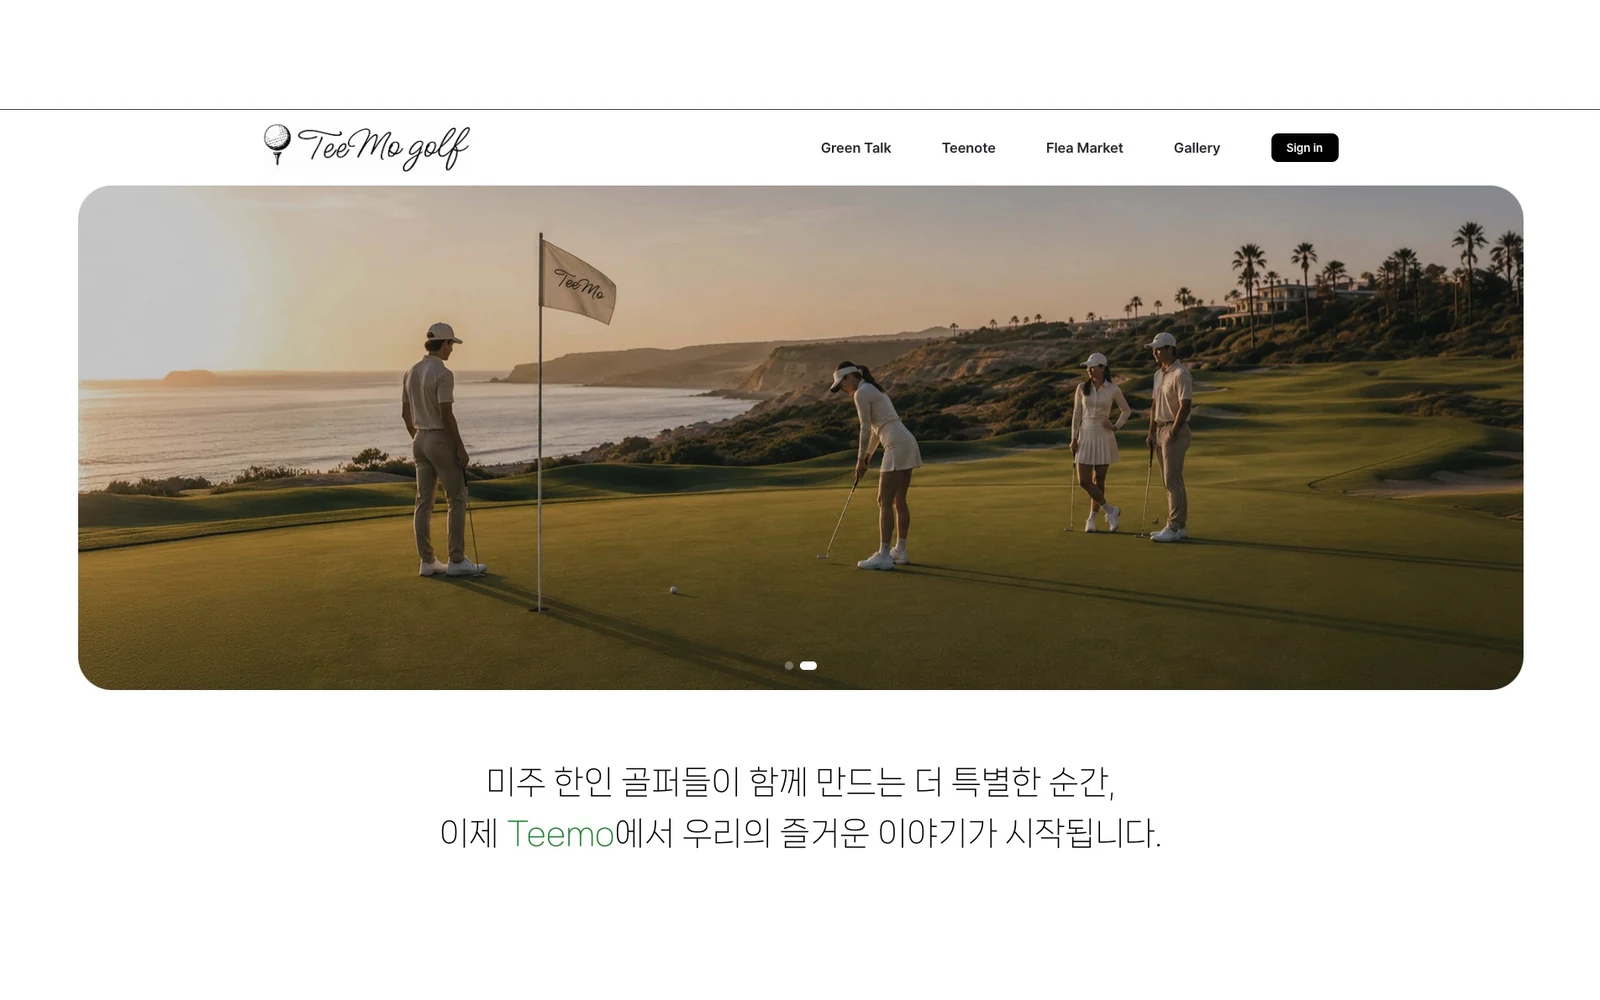 TeeMo golf
Green Talk
Teenote
Flea Market
Gallery
Sign in
TeeMo
미주 한인 골퍼들이 함께 만드는 더 특별한 순간,
이제 Teemo에서 우리의 즐거운 이야기가 시작됩니다.